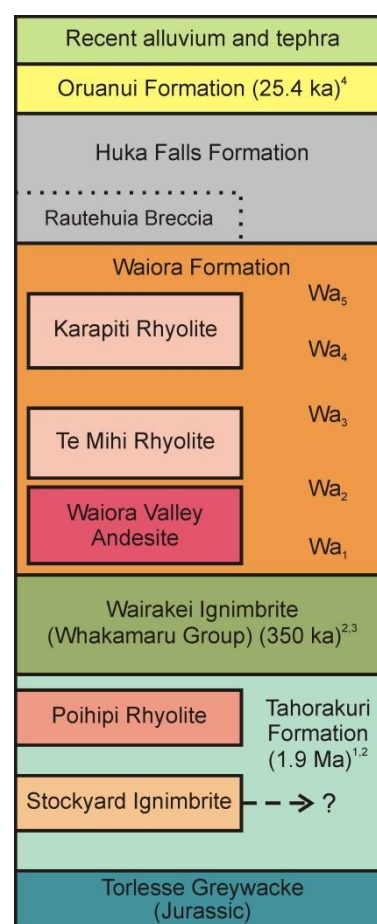 Recent alluvium and tephra
Oruanui Formation (25.4 ka)⁴
Huka Falls Formation
Rautehuia Breccia
Waiora Formation
Wa₅
Karapiti Rhyolite
Wa₄
Wa₃
Te Mihi Rhyolite
Wa₂
Waiora Valley
Andesite
Wa₁
Wairakei Ignimbrite
(Whakamaru Group) (350 ka)²,³
Poihipi Rhyolite
Tahorakuri
Formation
(1.9 Ma)¹,²
Stockyard Ignimbrite
?
Torlesse Greywacke
(Jurassic)